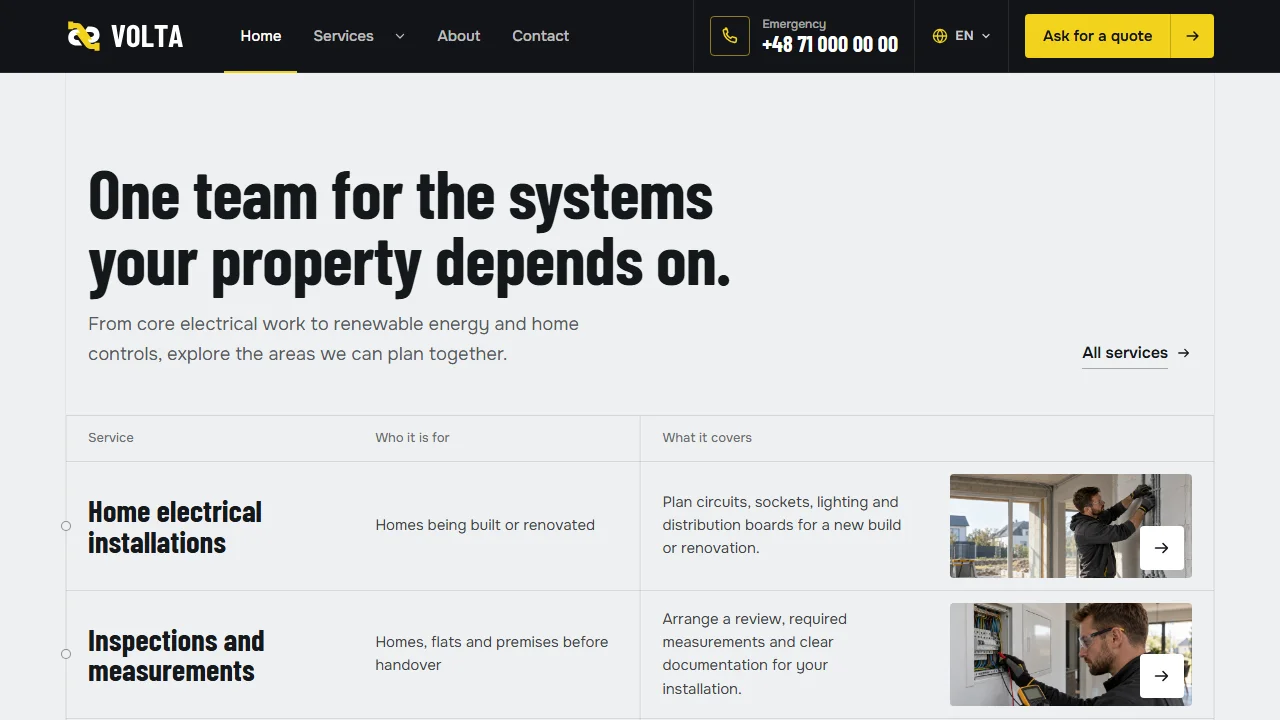 VOLTA
Home
Services
About
Contact
Emergency
+48 71 000 00 00
EN
Ask for a quote
One team for the systems
your property depends on.
From core electrical work to renewable energy and home
controls, explore the areas we can plan together.
All services
Service
Who it is for
What it covers
Home electrical
installations
Homes being built or renovated
Plan circuits, sockets, lighting and
distribution boards for a new build
or renovation.
Inspections and
measurements
Homes, flats and premises before
handover
Arrange a review, required
measurements and clear
documentation for your
installation.